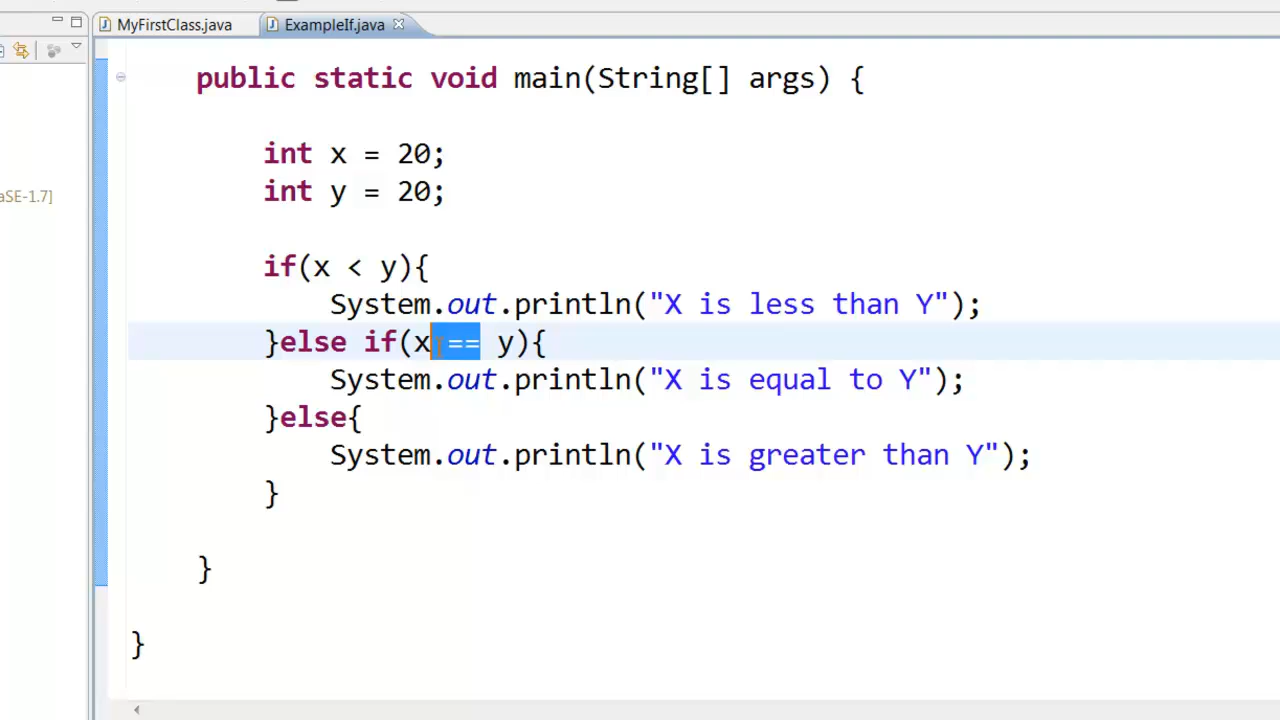 MyFirstClass.java ExampleIf.java
public static void main(String[] args) {
int x = 20;
aSE-1.7]
int y = 20;
if(x < y){
System.out.println("X is less than Y");
}else if(x == y){
System.out.println("X is equal to Y");
}else{
System.out.println("X is greater than Y");
}
}
}